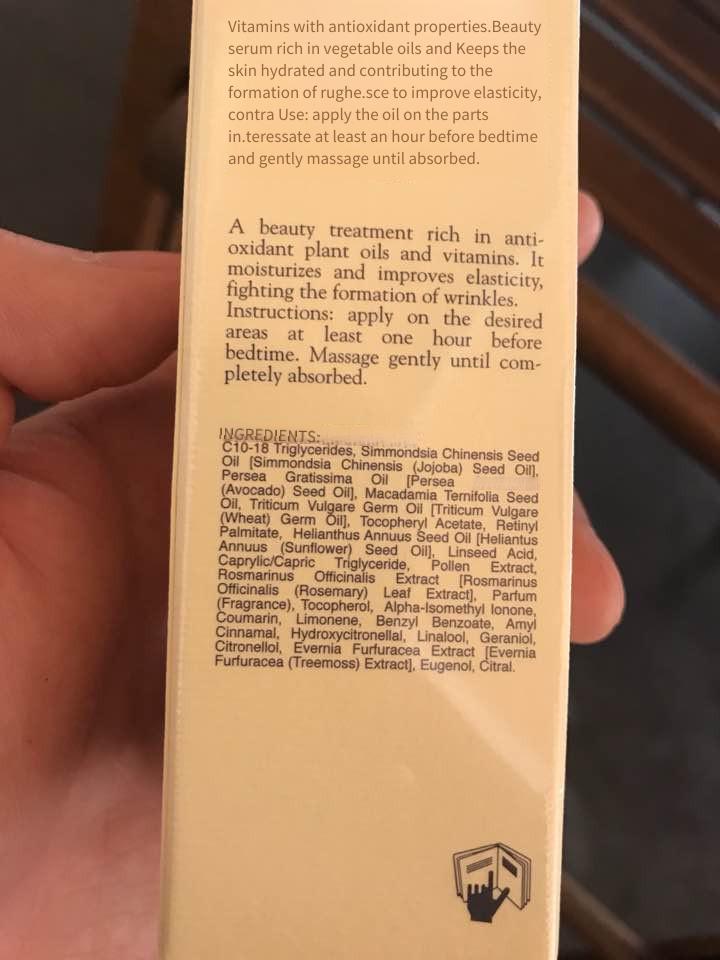 Vitamins with antioxidant properties.Beauty
serum rich in vegetable oils and Keeps the
skin hydrated and contributing to the
formation of rughe.sce to improve elasticity,
contra Use: apply the oil on the parts
in.teressate at least an hour before bedtime
and gently massage until absorbed.
A beauty treatment rich in anti-
oxidant plant oils and vitamins. It
moisturizes and improves elasticity,
fighting the formation of wrinkles.
Instructions: apply on the desired
areas at least one hour before
bedtime. Massage gently until com-
pletely absorbed.
INGREDIENTS:
C10-18 Triglycerides, Simmondsia Chinensis Seed
Oil [Simmondsia Chinensis (Jojoba) Seed Oil],
Persea Gratissima Oil [Persea
(Avocado) Seed Oil], Macadamia Ternifolia Seed
Oil, Triticum Vulgare Germ Oil [Triticum Vulgare
(Wheat) Germ Oil], Tocopheryl Acetate, Retinyl
Palmitate, Helianthus Annuus Seed Oil [Heliantus
Annuus (Sunflower) Seed Oil], Linseed Acid,
Caprylic/Capric Triglyceride, Pollen Extract,
Rosmarinus Officinalis Extract [Rosmarinus
Officinalis (Rosemary) Leaf Extract], Parfum
(Fragrance), Tocopherol, Alpha-Isomethyl Ionone,
Coumarin, Limonene, Benzyl Benzoate, Amyl
Cinnamal, Hydroxycitronellal, Linalool, Geraniol,
Citronellol, Evernia Furfuracea Extract [Evernia
Furfuracea (Treemoss) Extract], Eugenol, Citral.